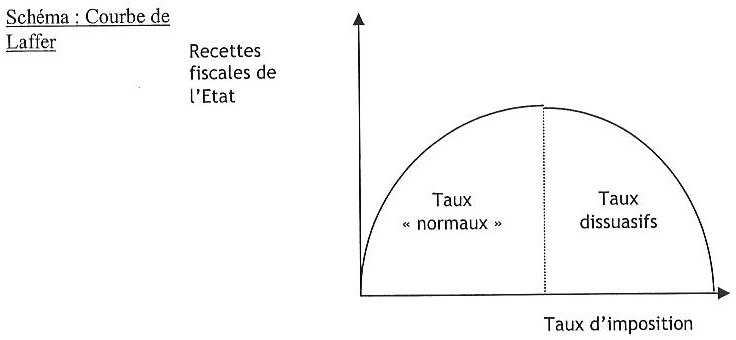 Schéma : Courbe de
Laffer
Recettes
fiscales de
l'Etat
Taux
« normaux »
Taux
dissuasifs
Taux d'imposition